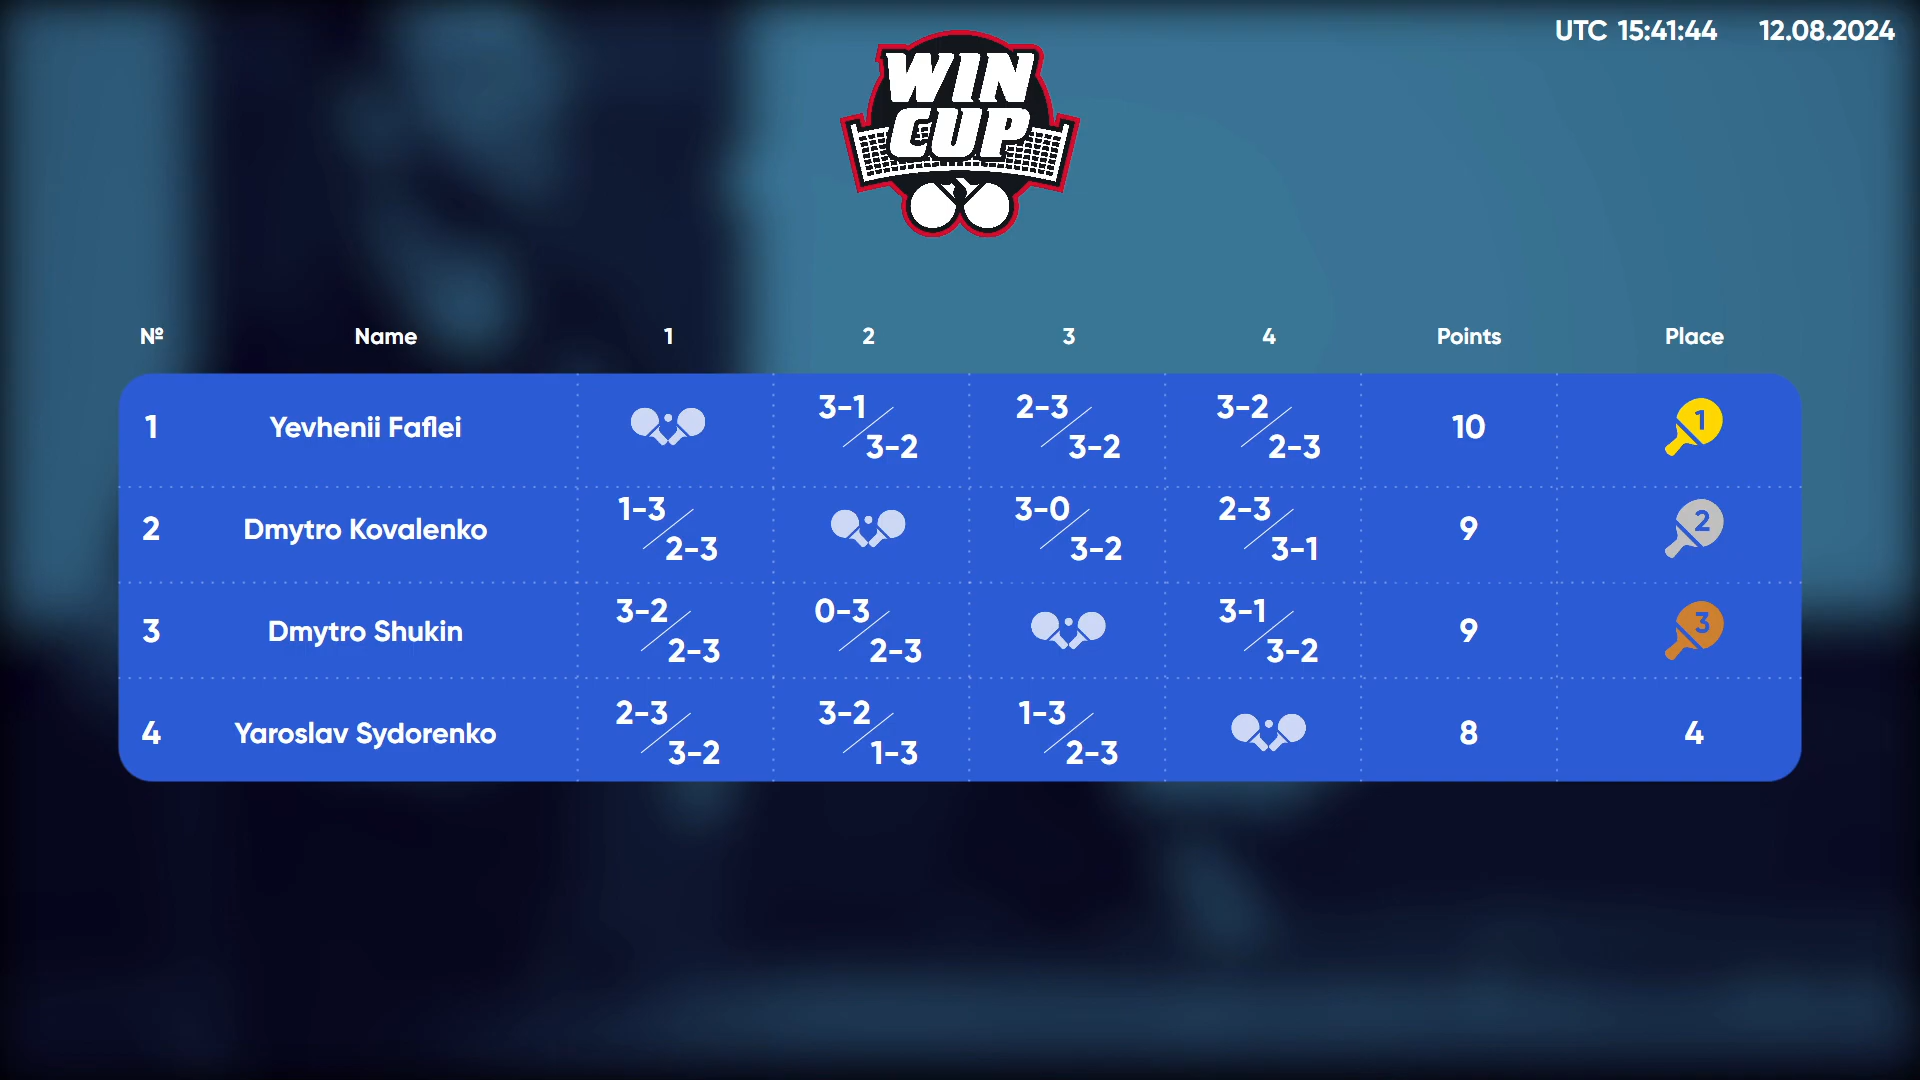 UTC 15:41:44 12.08.2024
WIN
CUP
№ Name 1 2 3 4 Points Place
1 Yevhenii Faflei 3-1 3-2 2-3 3-2 3-2 2-3 10 1
2 Dmytro Kovalenko 1-3 2-3 3-0 3-2 2-3 3-1 9 2
3 Dmytro Shukin 3-2 2-3 0-3 2-3 3-1 3-2 9 3
4 Yaroslav Sydorenko 2-3 3-2 3-2 1-3 1-3 2-3 8 4